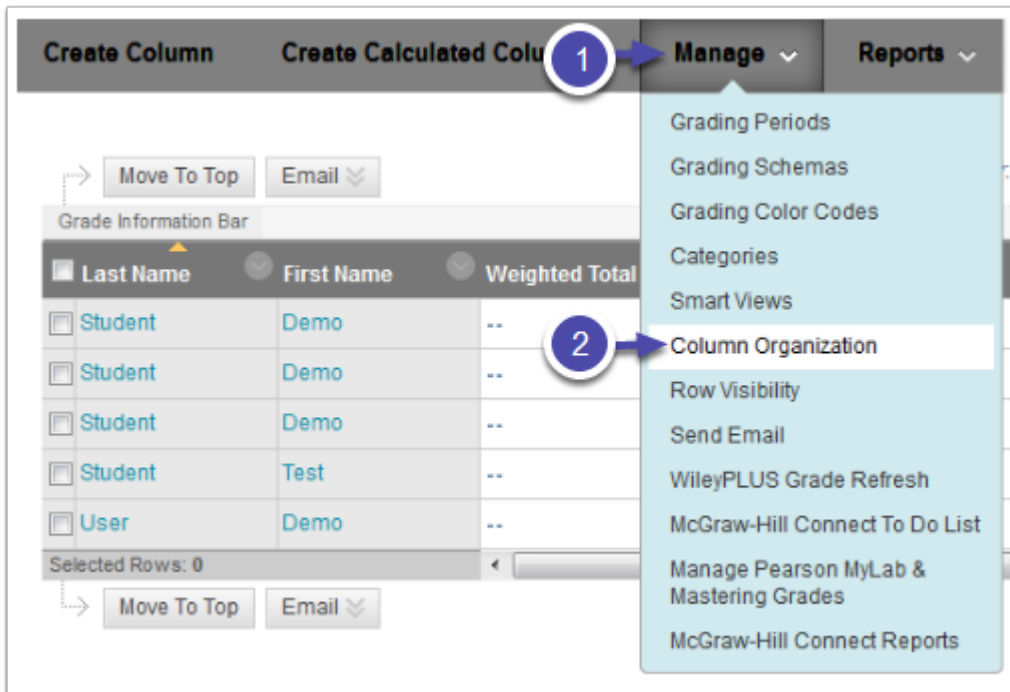 Create Column Create Calculated Colu 1 Manage Reports
Grading Periods
Grading Schemas
Grading Color Codes
Categories
Smart Views
2 Column Organization
Row Visibility
Send Email
WileyPLUS Grade Refresh
McGraw-Hill Connect To Do List
Manage Pearson MyLab &
Mastering Grades
McGraw-Hill Connect Reports
Move To Top Email
Grade Information Bar
Last Name First Name Weighted Total
Student Demo --
Student Demo --
Student Demo --
Student Test --
User Demo --
Selected Rows: 0
Move To Top Email